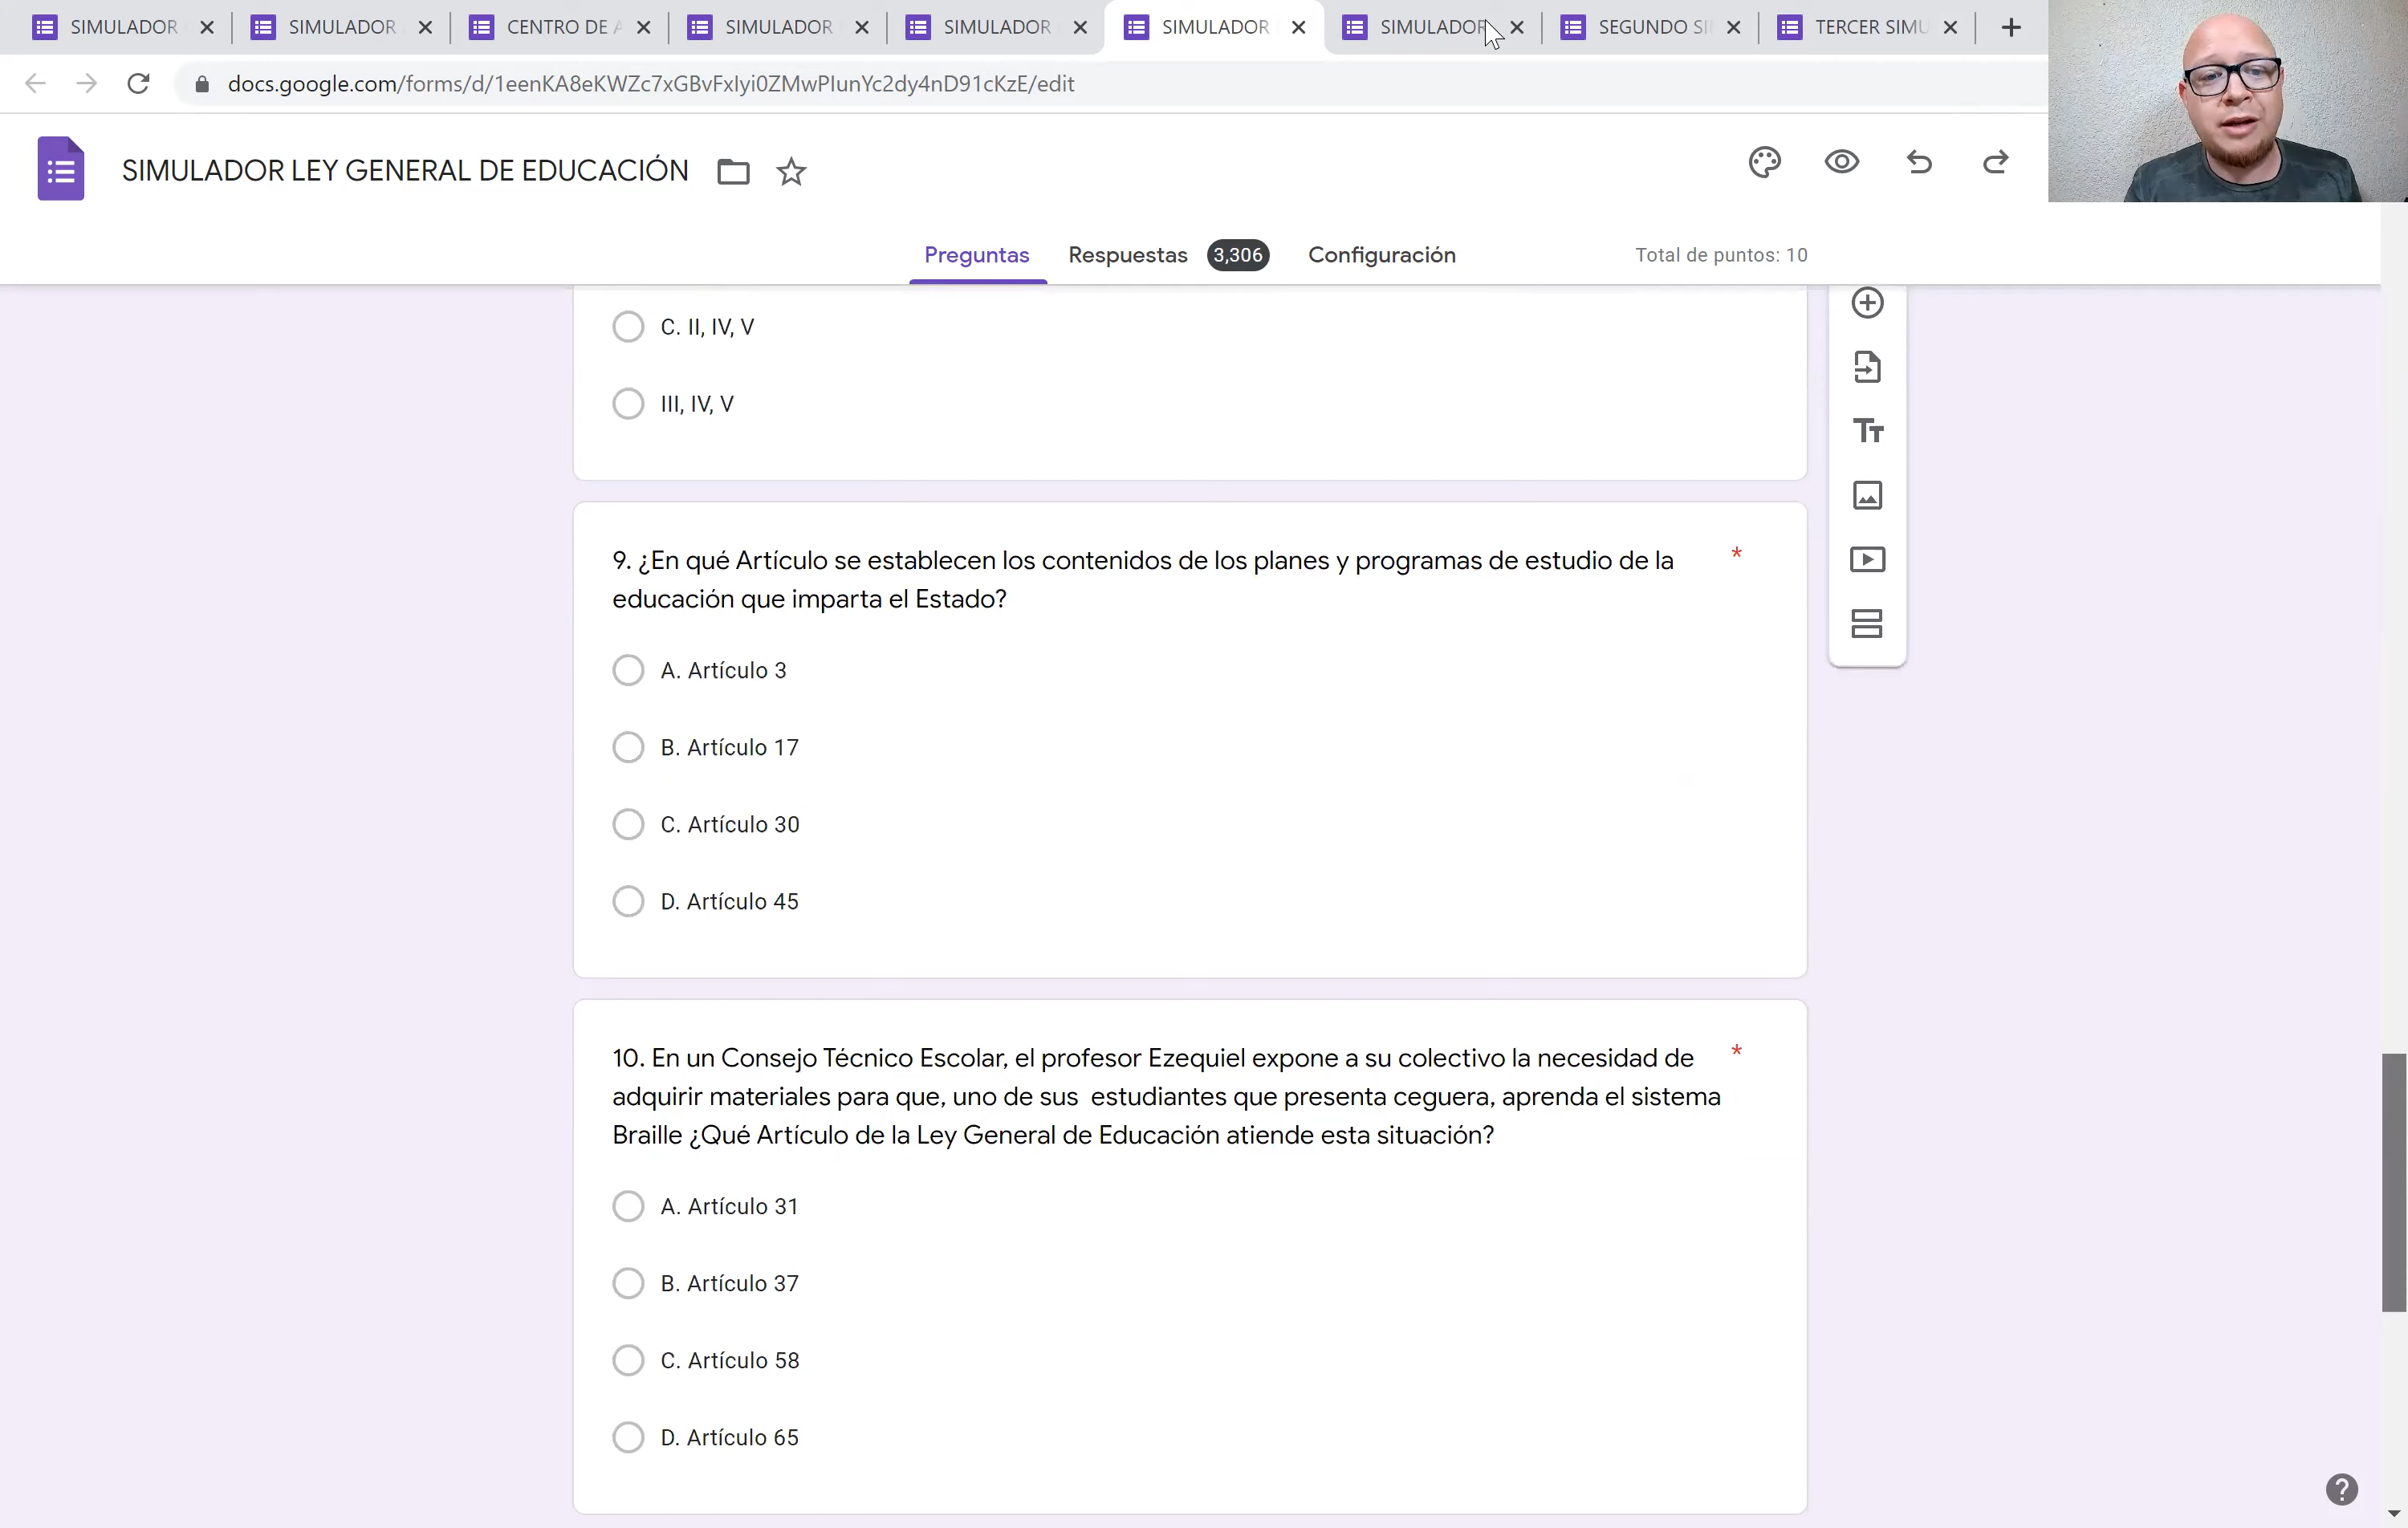 SIMULADOR
SIMULADOR
CENTRO DE A
SIMULADOR
SIMULADOR
SIMULADOR
SIMULADOR
SEGUNDO SI
TERCER SIMU
docs.google.com/forms/d/1eenKA8eKWZc7xGBvFxIyi0ZMwPIunYc2dy4nD91cKzE/edit
SIMULADOR LEY GENERAL DE EDUCACIÓN
Preguntas
Respuestas 3,306
Configuración
Total de puntos: 10
C. II, IV, V
III, IV, V
9. ¿En qué Artículo se establecen los contenidos de los planes y programas de estudio de la *
educación que imparta el Estado?
A. Artículo 3
B. Artículo 17
C. Artículo 30
D. Artículo 45
10. En un Consejo Técnico Escolar, el profesor Ezequiel expone a su colectivo la necesidad de *
adquirir materiales para que, uno de sus  estudiantes que presenta ceguera, aprenda el sistema
Braille ¿Qué Artículo de la Ley General de Educación atiende esta situación?
A. Artículo 31
B. Artículo 37
C. Artículo 58
D. Artículo 65